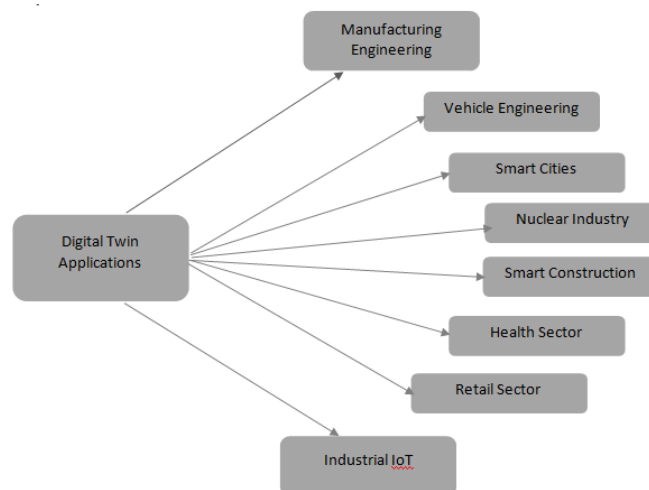 Manufacturing
Engineering
Vehicle Engineering
Smart Cities
Digital Twin
Applications
Nuclear Industry
Smart Construction
Health Sector
Retail Sector
Industrial IoT